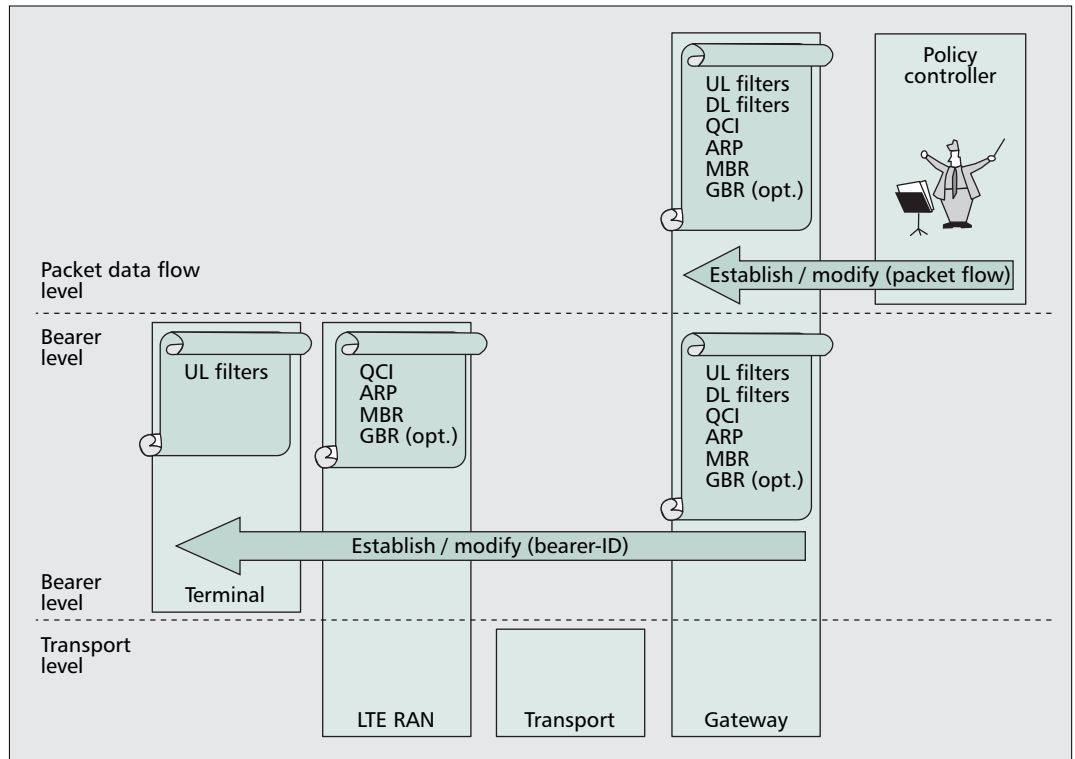 UL filters
DL filters
QCI
ARP
MBR
GBR (opt.)
Policy
controller
Packet data flow
level
Establish / modify (packet flow)
Bearer
level
UL filters
QCI
ARP
MBR
GBR (opt.)
UL filters
DL filters
QCI
ARP
MBR
GBR (opt.)
Establish / modify (bearer-ID)
Bearer
level
Terminal
Transport
level
LTE RAN
Transport
Gateway